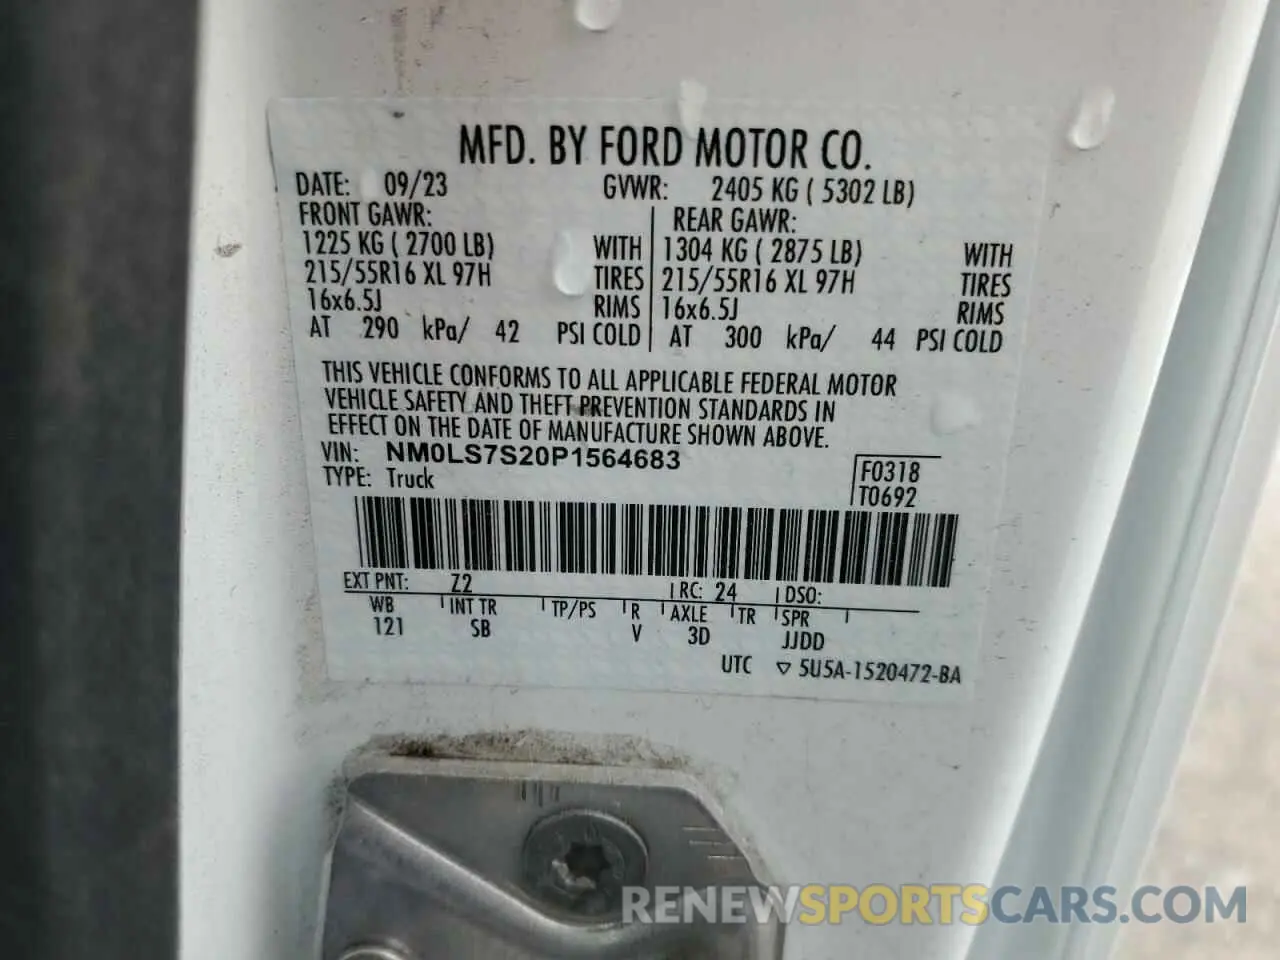 MFD. BY FORD MOTOR CO.
DATE: 09/23 GVWR: 2405 KG ( 5302 LB)
FRONT GAWR: REAR GAWR:
1225 KG ( 2700 LB) WITH 1304 KG ( 2875 LB) WITH
215/55R16 XL 97H TIRES 215/55R16 XL 97H TIRES
16x6.5J RIMS 16x6.5J RIMS
AT 290 kPa/ 42 PSI COLD AT 300 kPa/ 44 PSI COLD
THIS VEHICLE CONFORMS TO ALL APPLICABLE FEDERAL MOTOR
VEHICLE SAFETY AND THEFT PREVENTION STANDARDS IN
EFFECT ON THE DATE OF MANUFACTURE SHOWN ABOVE.
VIN: NM0LS7S20P1564683
TYPE: Truck
F0318
T0692
EXT PNT: Z2 RC: 24 DSO:
WB INT TR TP/PS R AXLE TR SPR
121 SB V 3D JJDD
UTC ▽ 5U5A-1520472-BA
RENEWSPORTSCARS.COM